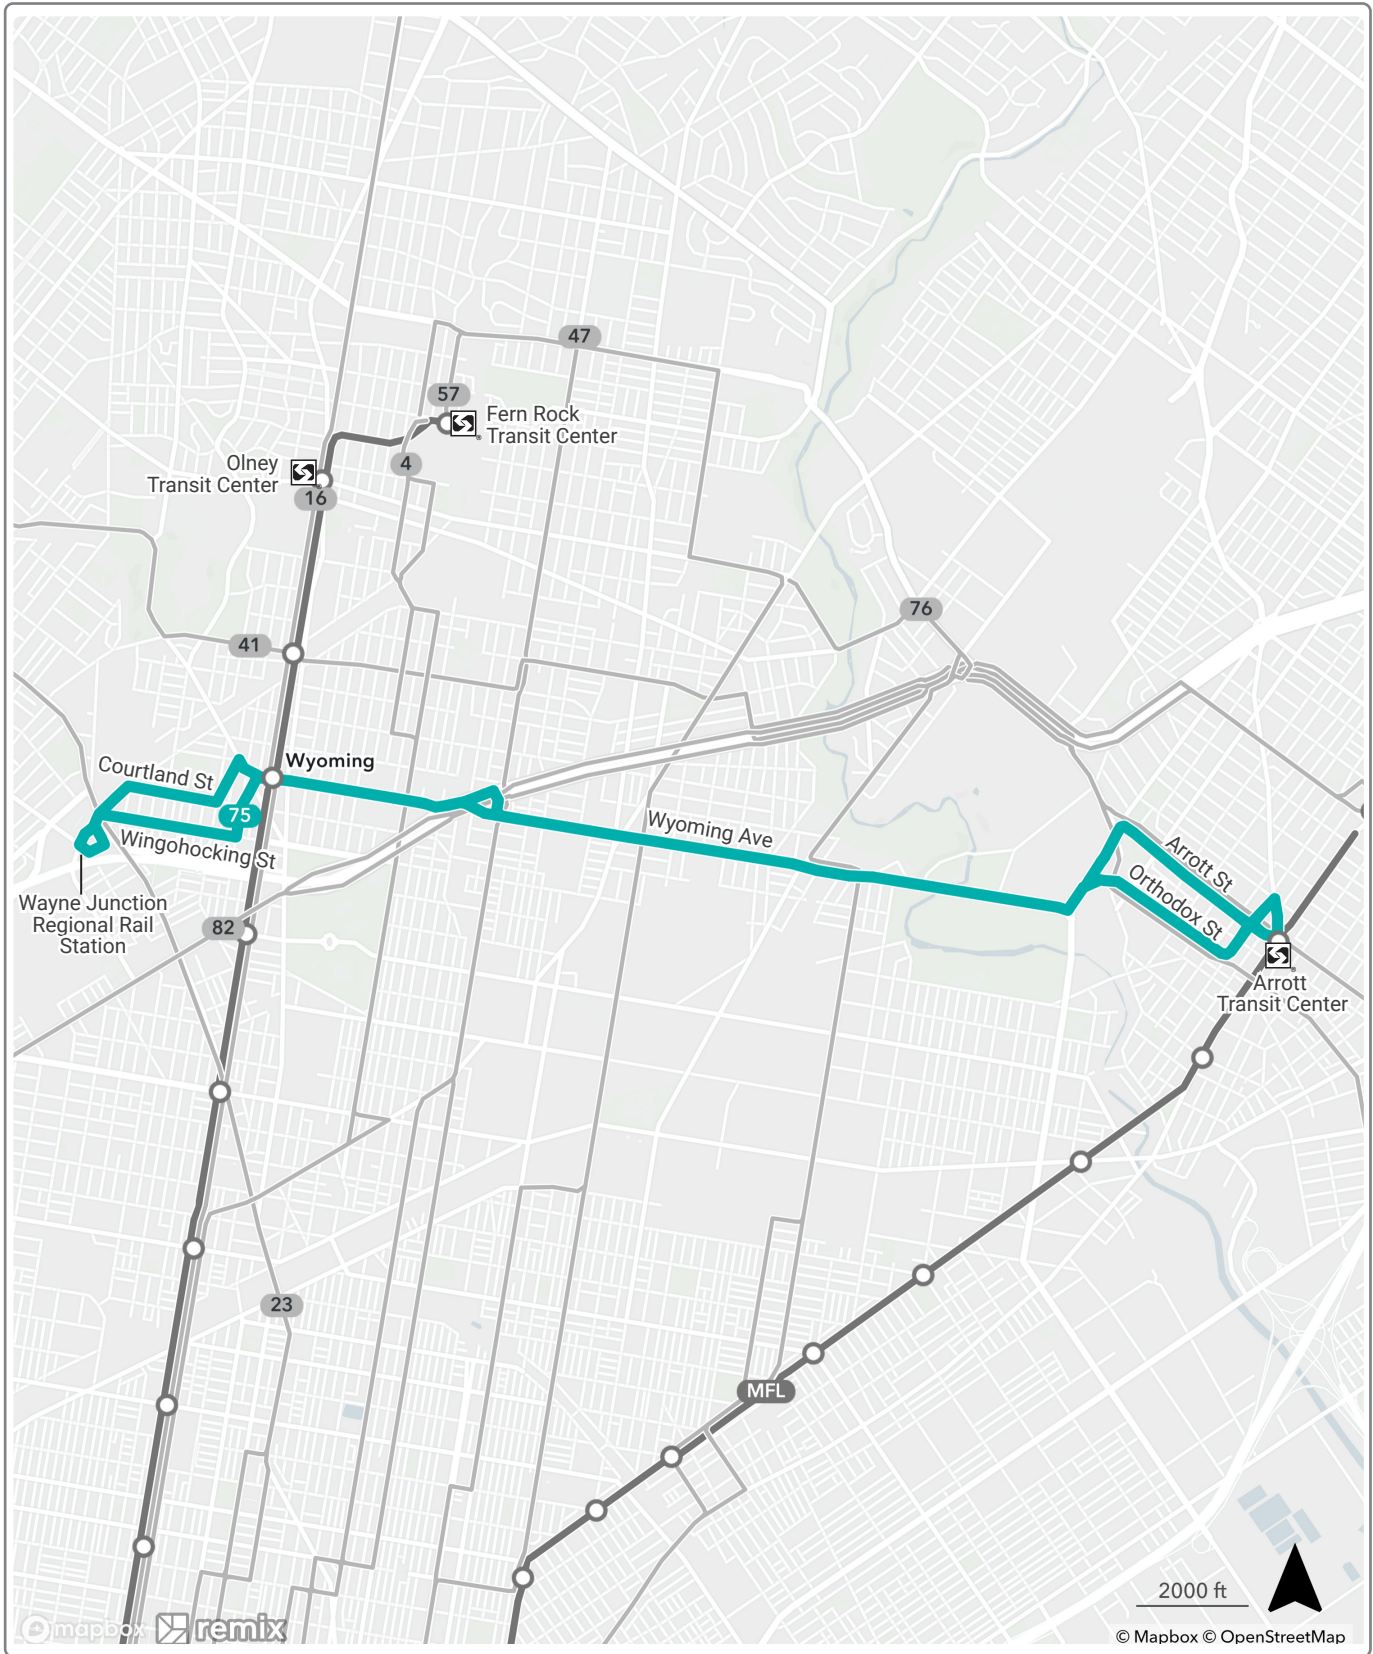 47
57
Fern Rock
Transit Center
4
Olney
Transit Center
16
76
41
Wyoming
Courtland St
75
Wingohocking St
Wyoming Ave
Arrott St
Orthodox St
Wayne Junction
Regional Rail
Station
82
Arrott
Transit Center
23
MFL
2000 ft
mapbox
remix
© Mapbox © OpenStreetMap